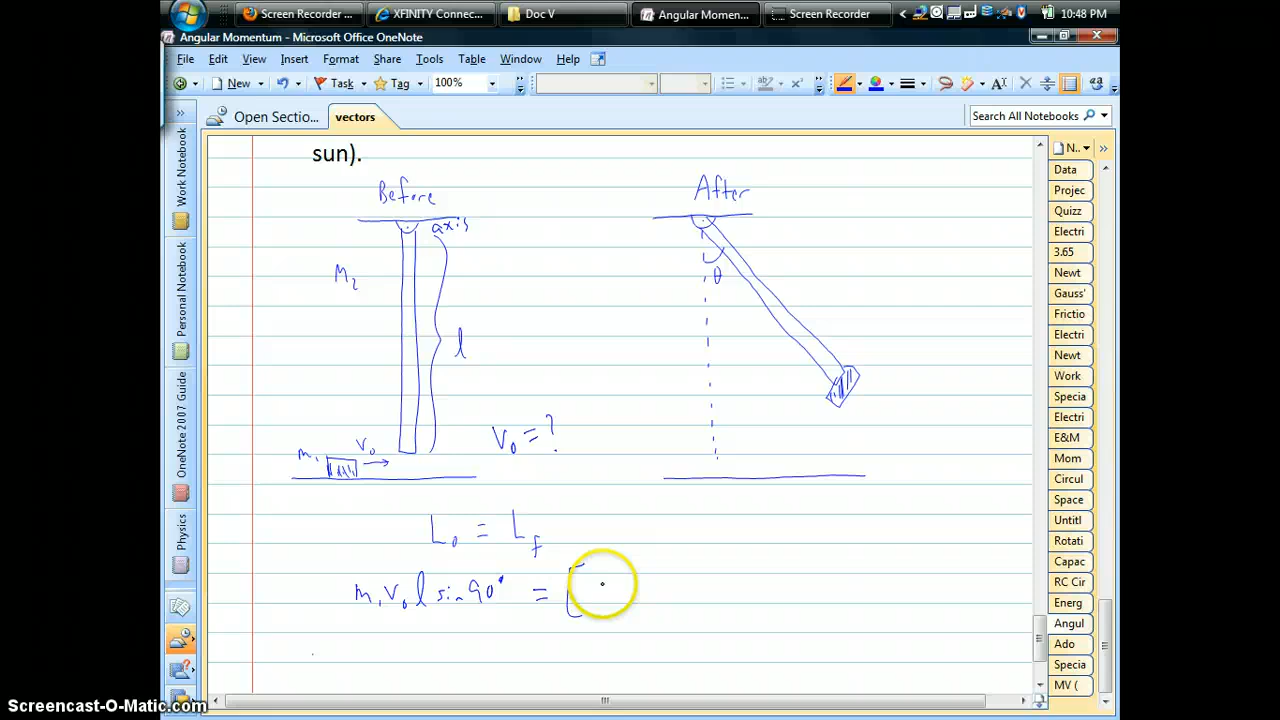 Screen Recorder ...
XFINITY Connec...
Doc V
Angular Momen...
Screen Recorder
10:48 PM
Angular Momentum - Microsoft Office OneNote
File Edit View Insert Format Share Tools Table Window Help
New Task Tag 100%
Open Sectio... vectors
Search All Notebooks
Work Notebook
Personal Notebook
OneNote 2007 Guide
Physics
N..
Data
Projec
Quizz
Electri
3.65
Newt
Gauss'
Frictio
Electri
Newt
Work
Specia
Electri
E&M
Mom
Circul
Space
Untitl
Rotati
Capac
RC Cir
Energ
Angul
Ado
Specia
MV (
sun).
Before
After
axis
M₂
θ
l
V₀ = ?
m₁ V₀
L₀ = L_f
m₁ v₀ l sin 90° = [
Screencast-O-Matic.com